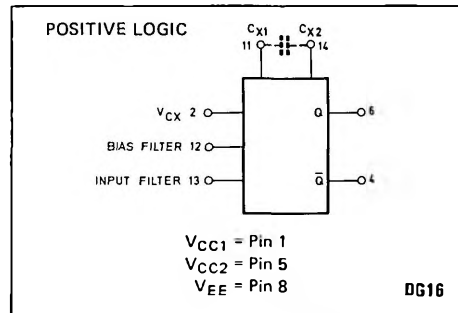 POSITIVE LOGIC
CX1 CX2
11 14
VCX 2 Q 6
BIAS FILTER 12
INPUT FILTER 13 Q̅ 4
VCC1 = Pin 1
VCC2 = Pin 5
VEE = Pin 8
DG16